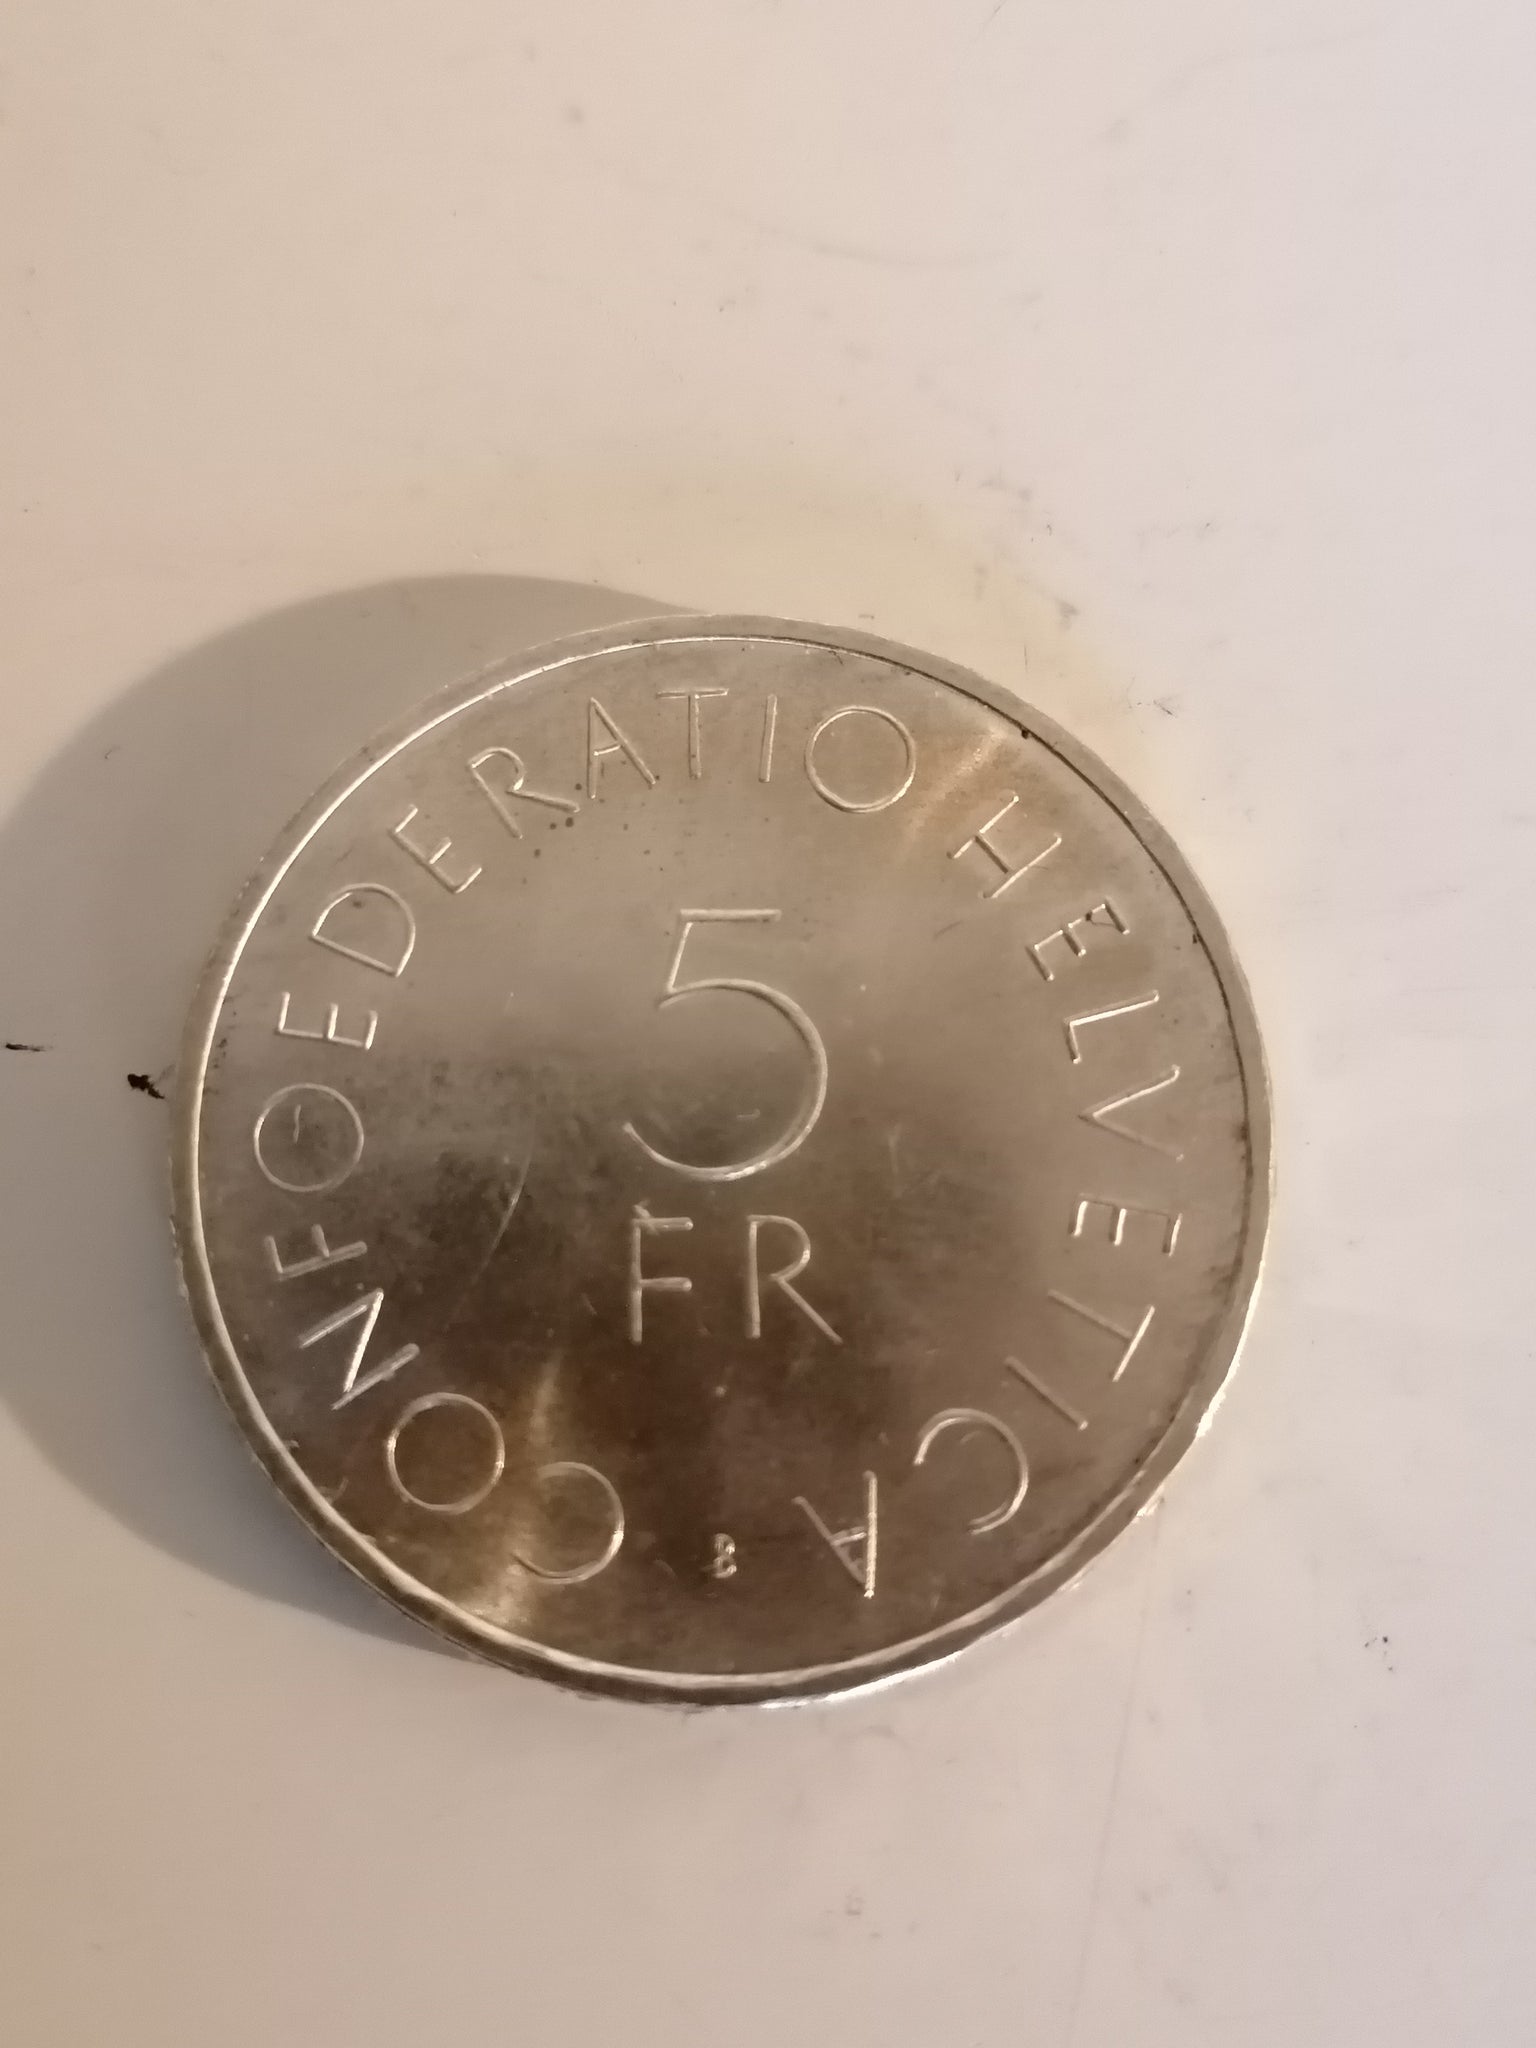 CONFOEDERATIO HELVETICA
5
FR
B